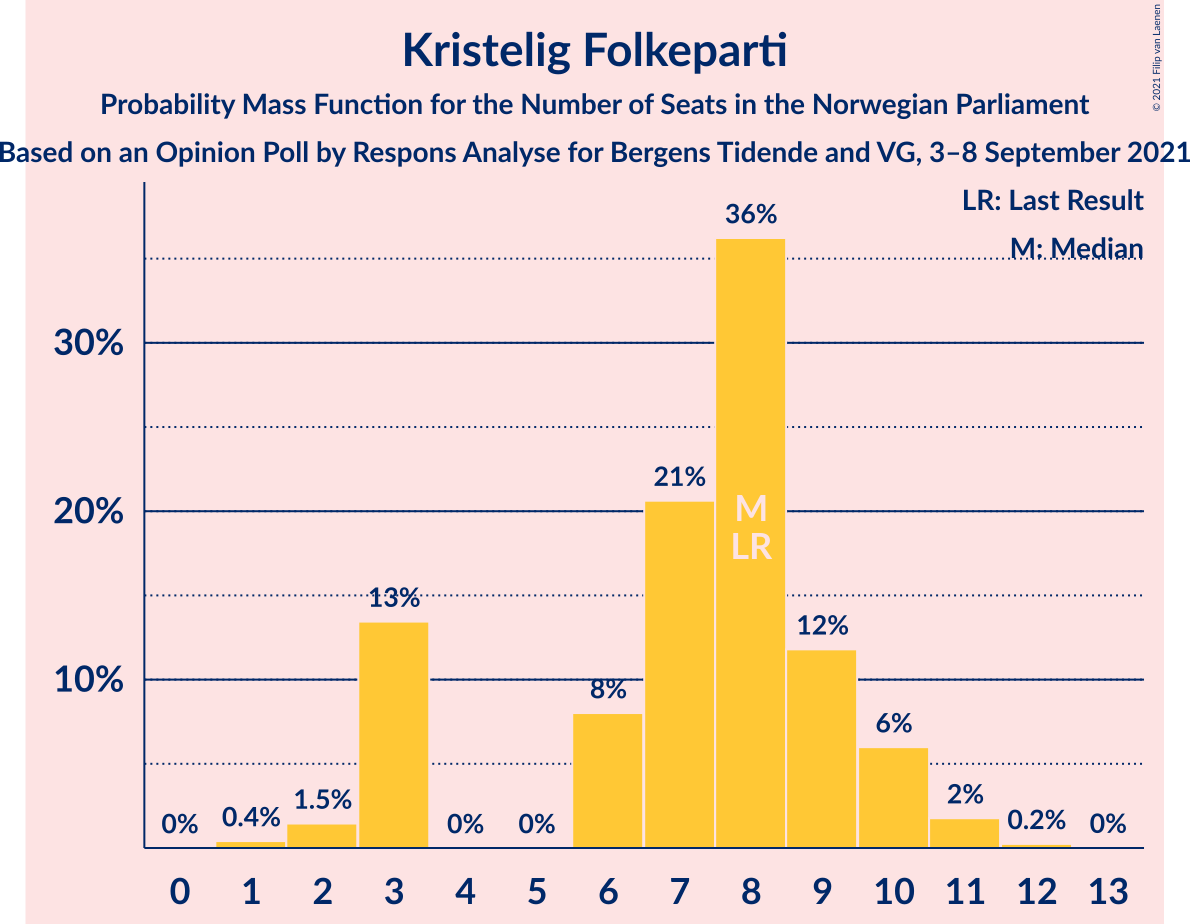 Kristelig Folkeparti
Probability Mass Function for the Number of Seats in the Norwegian Parliament
Based on an Opinion Poll by Respons Analyse for Bergens Tidende and VG, 3–8 September 2021
© 2021 Filip van Laenen
LR: Last Result
M: Median
36%
30%
21%
20%
M
LR
13%
12%
10%
8%
6%
2%
1.5%
0.4%
0.2%
0%
0%
0%
0%
0 1 2 3 4 5 6 7 8 9 10 11 12 13